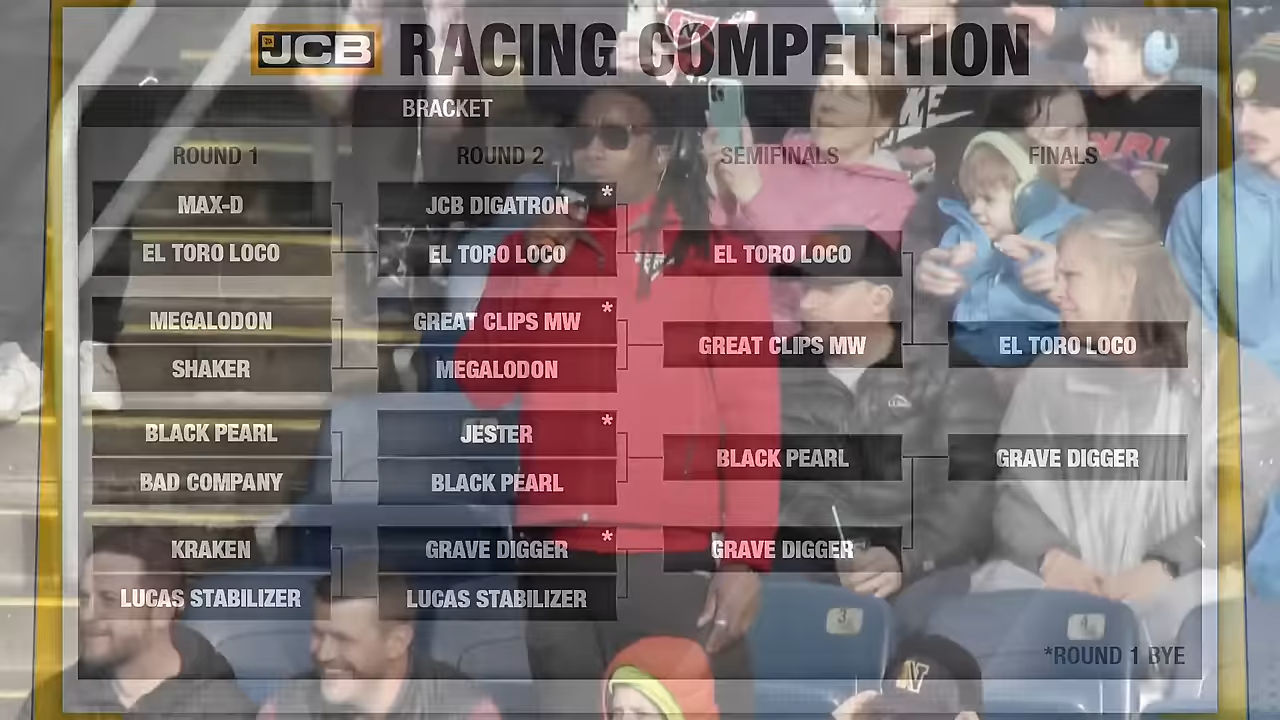 JCB RACING COMPETITION
BRACKET
ROUND 1
ROUND 2
SEMIFINALS
FINALS
MAX-D
EL TORO LOCO
MEGALODON
SHAKER
BLACK PEARL
BAD COMPANY
KRAKEN
LUCAS STABILIZER
JCB DIGATRON *
EL TORO LOCO
GREAT CLIPS MW *
MEGALODON
JESTER *
BLACK PEARL
GRAVE DIGGER *
LUCAS STABILIZER
EL TORO LOCO
GREAT CLIPS MW
BLACK PEARL
GRAVE DIGGER
EL TORO LOCO
GRAVE DIGGER
*ROUND 1 BYE
3
4
N